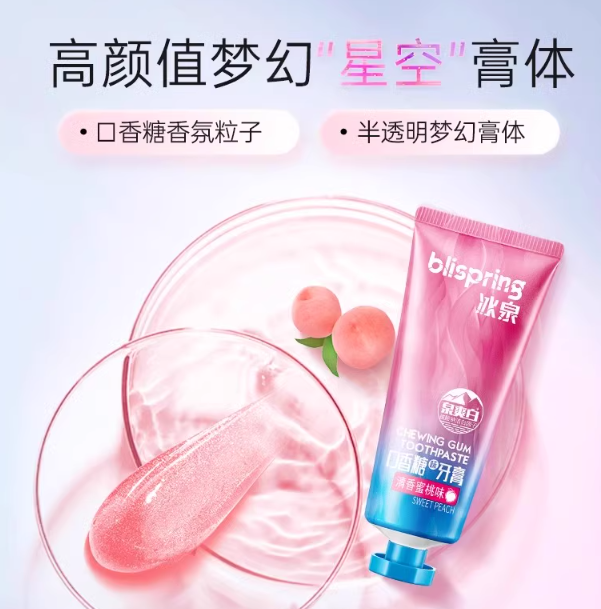 高颜值梦幻“星空”膏体
• 口香糖香氛粒子
• 半透明梦幻膏体
blispring
冰泉
泉爽白
CHEWING GUM
TOOTHPASTE
口香糖牙膏
清香蜜桃味
SWEET PEACH